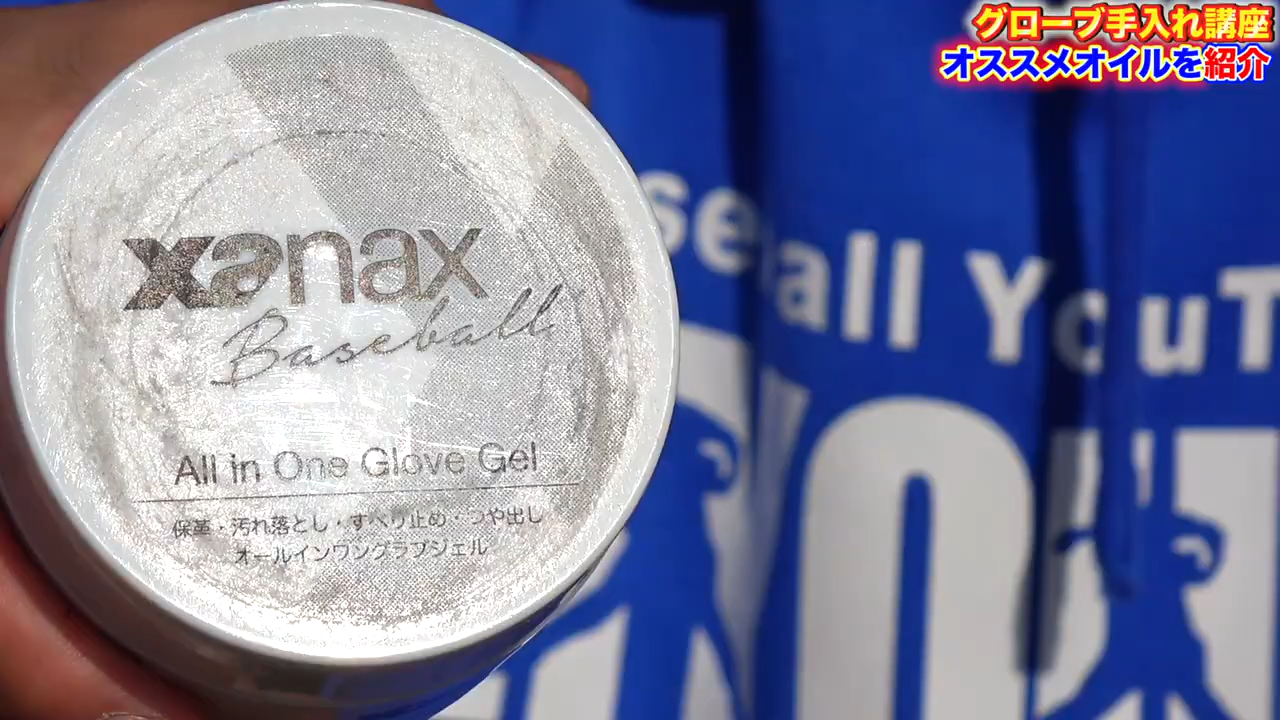 グローブ手入れ講座
オススメオイルを紹介
xanax
Baseball
All in One Glove Gel
保革・汚れ落とし・すべり止め・つや出し
オールインワングラブジェル
se all YouT